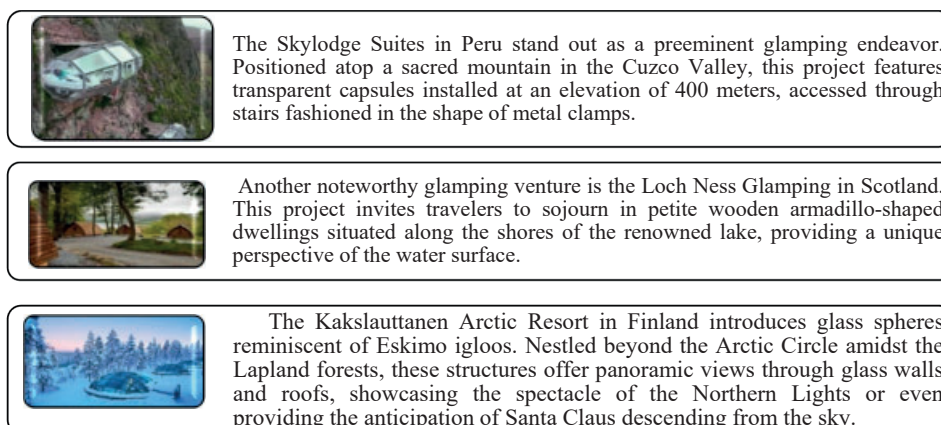 The Skylodge Suites in Peru stand out as a preeminent glamping endeavor.
Positioned atop a sacred mountain in the Cuzco Valley, this project features
transparent capsules installed at an elevation of 400 meters, accessed through
stairs fashioned in the shape of metal clamps.
Another noteworthy glamping venture is the Loch Ness Glamping in Scotland.
This project invites travelers to sojourn in petite wooden armadillo-shaped
dwellings situated along the shores of the renowned lake, providing a unique
perspective of the water surface.
The Kakslauttanen Arctic Resort in Finland introduces glass spheres
reminiscent of Eskimo igloos. Nestled beyond the Arctic Circle amidst the
Lapland forests, these structures offer panoramic views through glass walls
and roofs, showcasing the spectacle of the Northern Lights or even
providing the anticipation of Santa Claus descending from the sky.